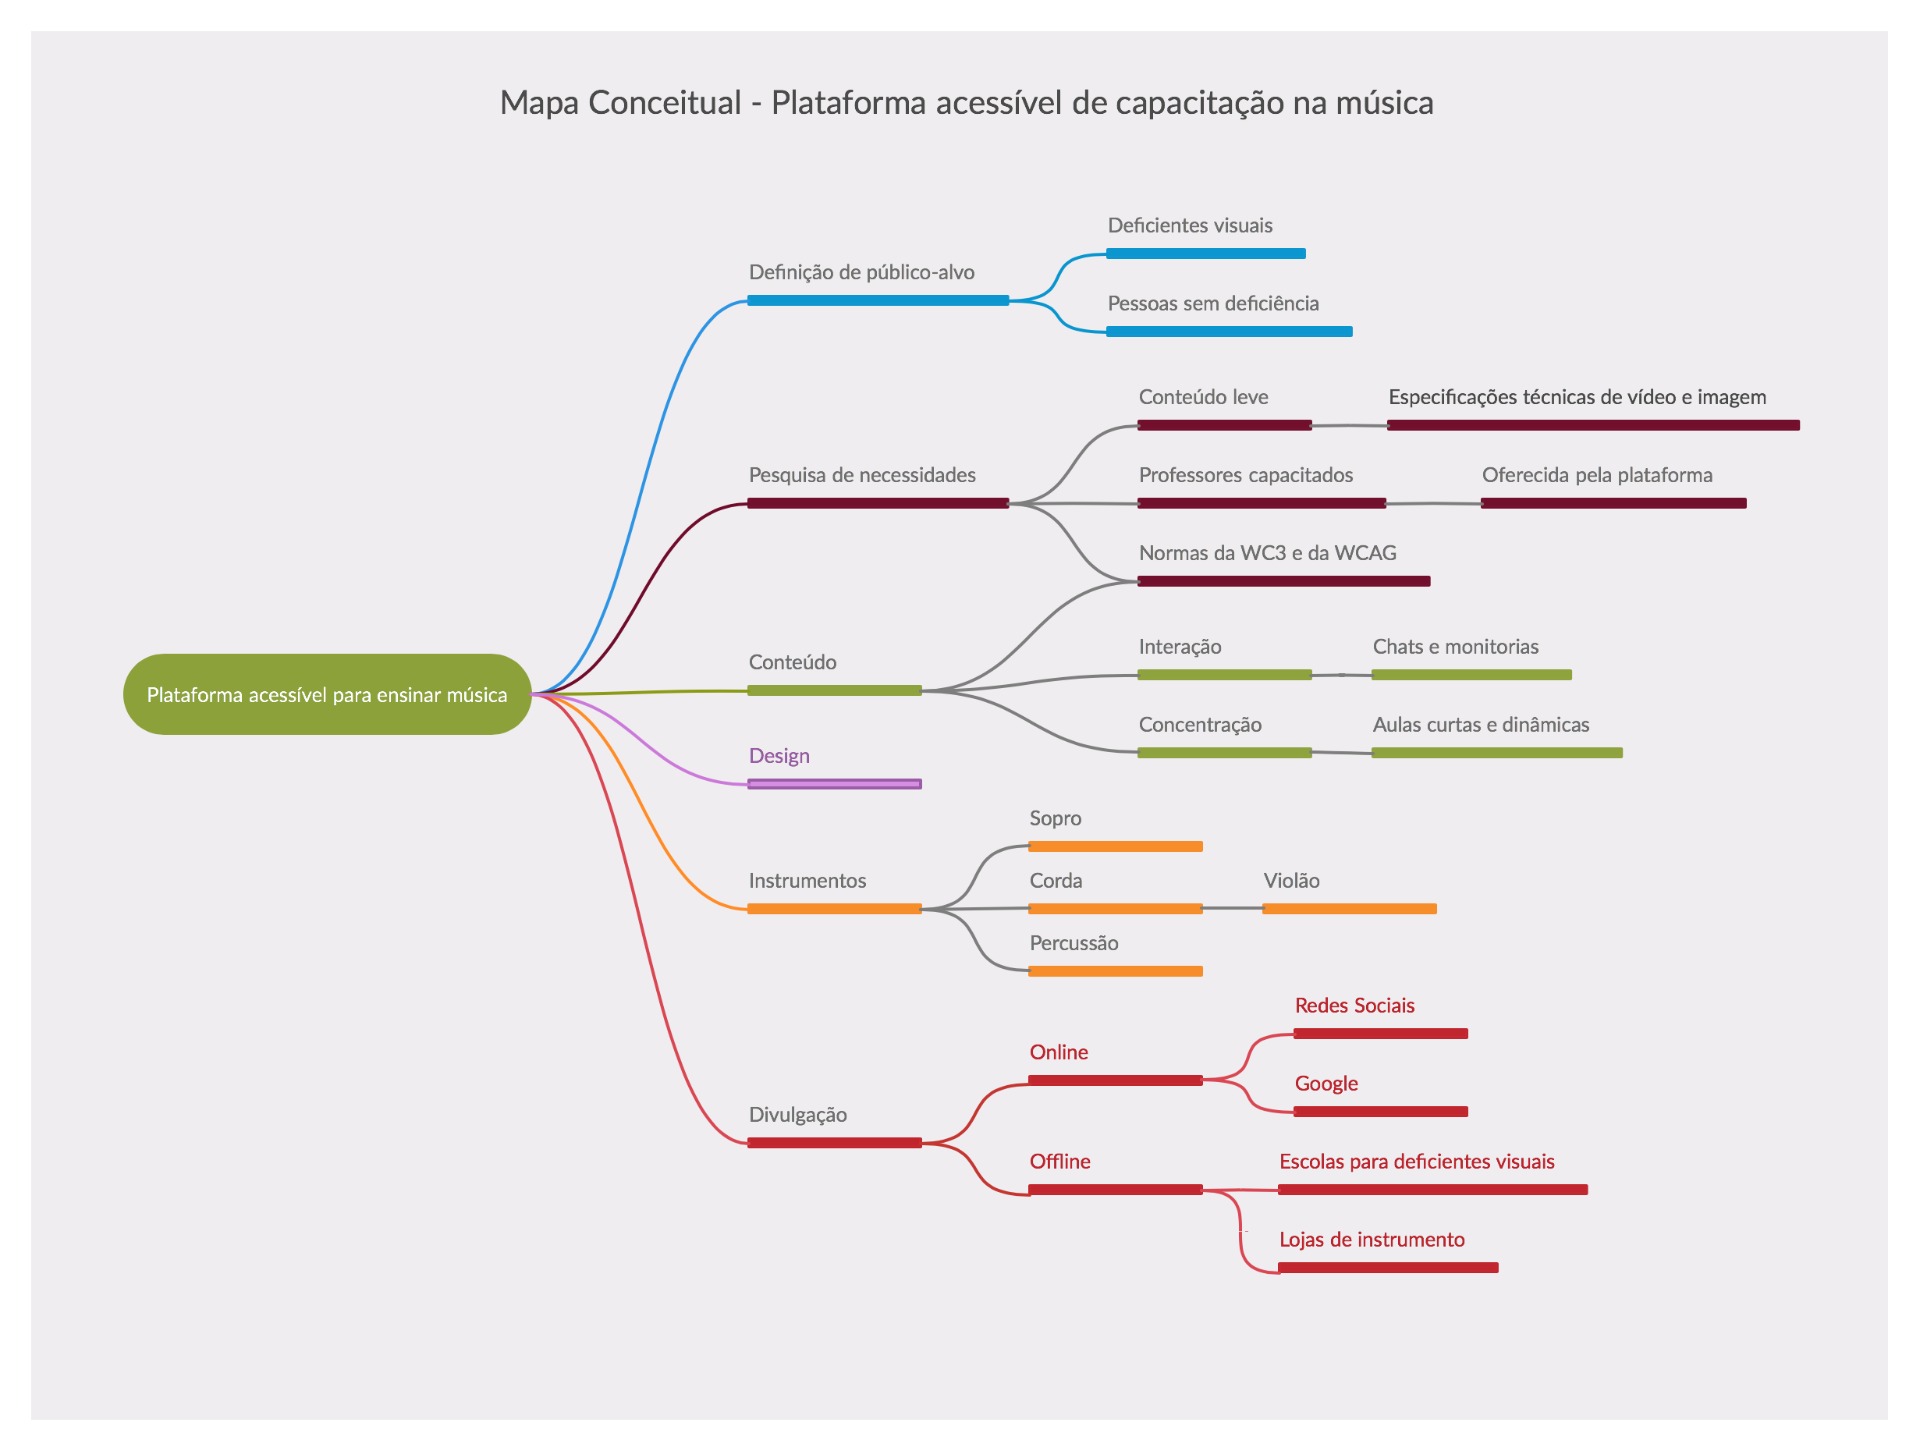 Mapa Conceitual - Plataforma acessível de capacitação na música
Plataforma acessível para ensinar música
Definição de público-alvo
Deficientes visuais
Pessoas sem deficiência
Pesquisa de necessidades
Conteúdo leve
Especificações técnicas de vídeo e imagem
Professores capacitados
Oferecida pela plataforma
Normas da WC3 e da WCAG
Conteúdo
Interação
Chats e monitorias
Concentração
Aulas curtas e dinâmicas
Design
Instrumentos
Sopro
Corda
Violão
Percussão
Divulgação
Online
Redes Sociais
Google
Offline
Escolas para deficientes visuais
Lojas de instrumento